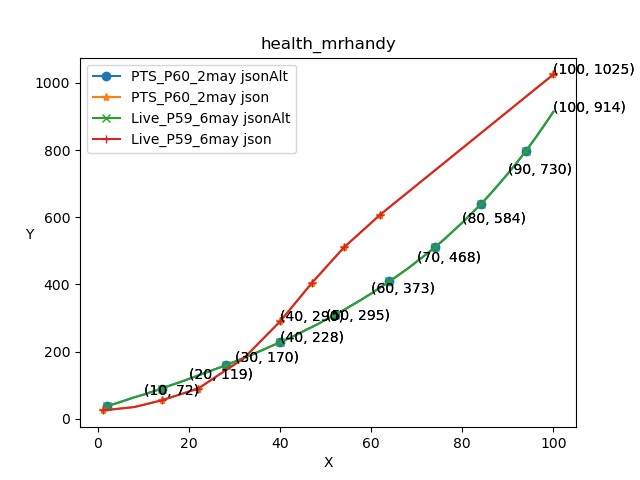 health_mrhandy
PTS_P60_2may jsonAlt
PTS_P60_2may json
Live_P59_6may jsonAlt
Live_P59_6may json
(100, 1025)
(100, 914)
(90, 730)
(80, 584)
(70, 468)
(60, 373)
(50, 295)
(40, 228)
(30, 170)
(20, 119)
(10, 72)
1000
800
600
400
200
0
Y
0 20 40 60 80 100
X